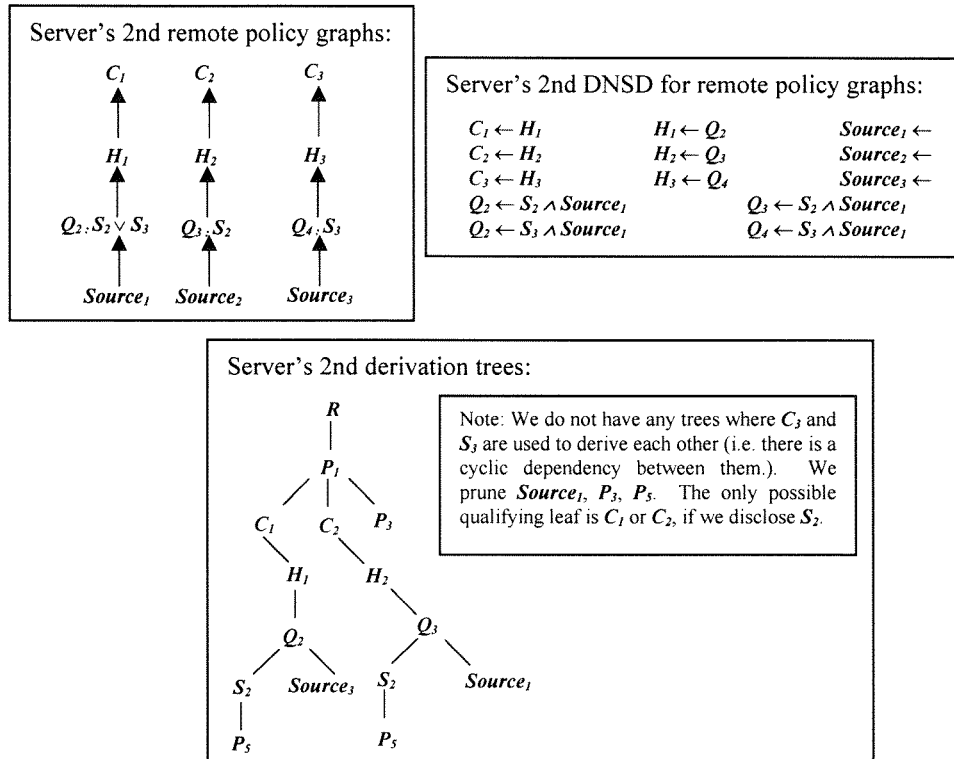 Server's 2nd remote policy graphs:
C₁ C₂ C₃
H₁ H₂ H₃
Q₂ : S₂ ∨ S₃ Q₃ : S₂ Q₄ : S₃
Source₁ Source₂ Source₃
Server's 2nd DNSD for remote policy graphs:
C₁ ← H₁ H₁ ← Q₂ Source₁ ←
C₂ ← H₂ H₂ ← Q₃ Source₂ ←
C₃ ← H₃ H₃ ← Q₄ Source₃ ←
Q₂ ← S₂ ∧ Source₁ Q₃ ← S₂ ∧ Source₁
Q₂ ← S₃ ∧ Source₁ Q₄ ← S₃ ∧ Source₁
Server's 2nd derivation trees:
R
P₁
C₁ C₂ P₃
H₁ H₂
Q₂ Q₃
S₂ Source₃ S₂ Source₁
P₅ P₅
Note: We do not have any trees where C₃ and
S₃ are used to derive each other (i.e. there is a
cyclic dependency between them.). We
prune Source₁, P₃, P₅. The only possible
qualifying leaf is C₁ or C₂, if we disclose S₂.